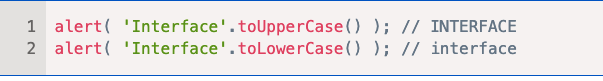 1 alert( 'Interface'.toUpperCase() ); // INTERFACE
2 alert( 'Interface'.toLowerCase() ); // interface